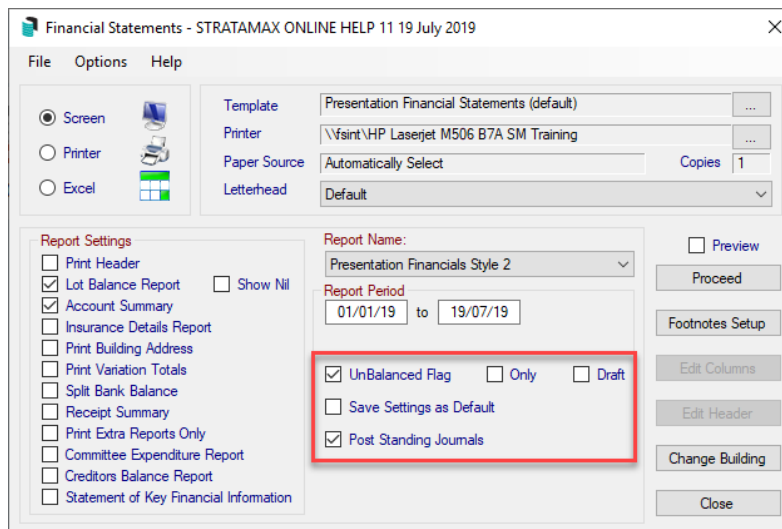 Financial Statements - STRATAMAX ONLINE HELP 11 19 July 2019
File Options Help
Screen
Printer
Excel
Template Presentation Financial Statements (default) ...
Printer \\fsint\HP Laserjet M506 B7A SM Training ...
Paper Source Automatically Select Copies 1
Letterhead Default
Report Settings
Print Header
Lot Balance Report Show Nil
Account Summary
Insurance Details Report
Print Building Address
Print Variation Totals
Split Bank Balance
Receipt Summary
Print Extra Reports Only
Committee Expenditure Report
Creditors Balance Report
Statement of Key Financial Information
Report Name:
Presentation Financials Style 2
Report Period
01/01/19 to 19/07/19
UnBalanced Flag Only Draft
Save Settings as Default
Post Standing Journals
Preview
Proceed
Footnotes Setup
Edit Columns
Edit Header
Change Building
Close